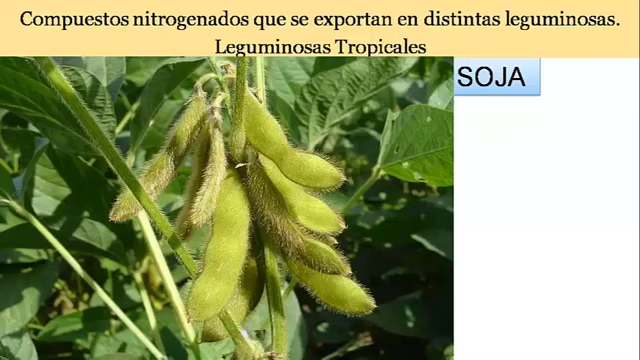 Compuestos nitrogenados que se exportan en distintas leguminosas.
Leguminosas Tropicales
SOJA